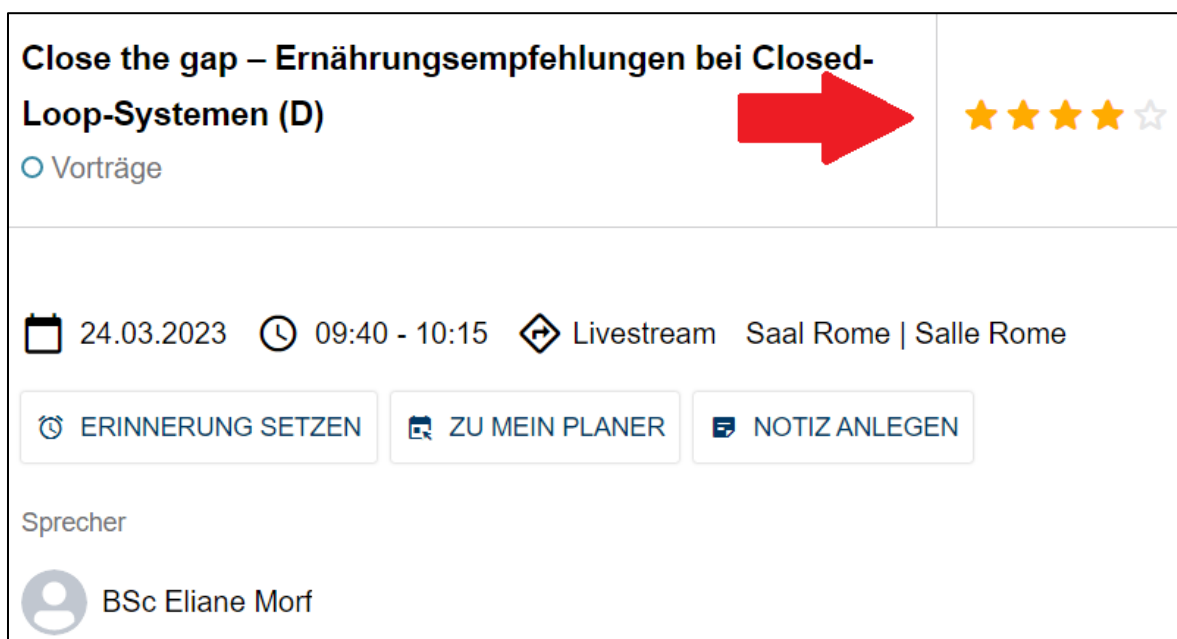 Close the gap – Ernährungsempfehlungen bei Closed-
Loop-Systemen (D)
Vorträge
24.03.2023 09:40 - 10:15 Livestream Saal Rome | Salle Rome
ERINNERUNG SETZEN ZU MEIN PLANER NOTIZ ANLEGEN
Sprecher
BSc Eliane Morf